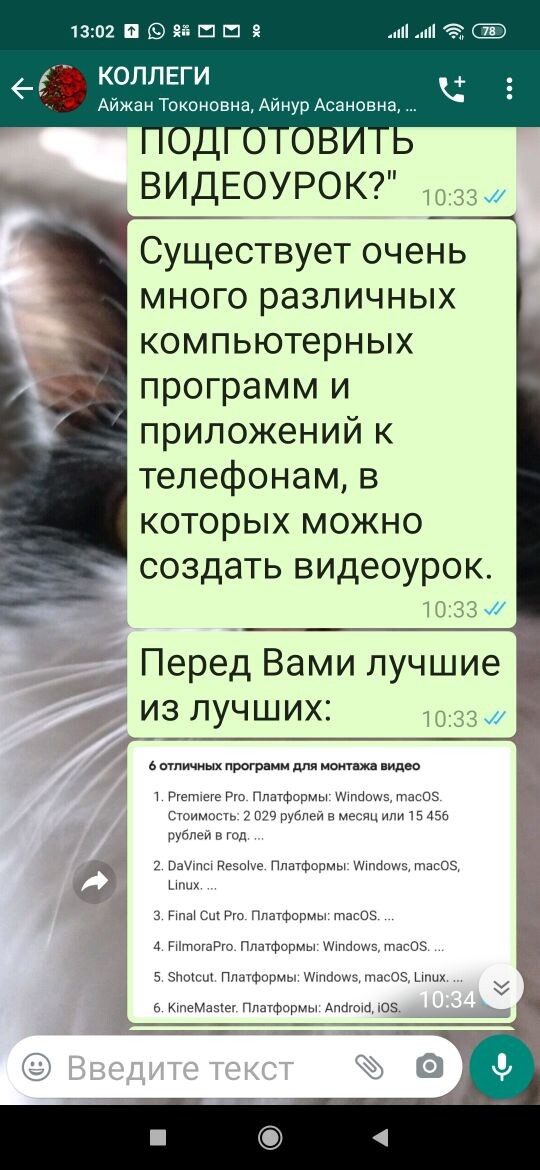 13:02
78
КОЛЛЕГИ
Айжан Токоновна, Айнур Асановна, ...
ПОДГОТОВИТЬ
ВИДЕОУРОК?"
10:33
Существует очень
много различных
компьютерных
программ и
приложений к
телефонам, в
которых можно
создать видеоурок.
10:33
Перед Вами лучшие
из лучших:
10:33
6 отличных программ для монтажа видео
1. Premiere Pro. Платформы: Windows, macOS.
Стоимость: 2 029 рублей в месяц или 15 456
рублей в год. ...
2. DaVinci Resolve. Платформы: Windows, macOS,
Linux. ...
3. Final Cut Pro. Платформы: macOS. ...
4. FilmoraPro. Платформы: Windows, macOS. ...
5. Shotcut. Платформы: Windows, macOS, Linux. ...
6. KineMaster. Платформы: Android, iOS.
10:34
Введите текст